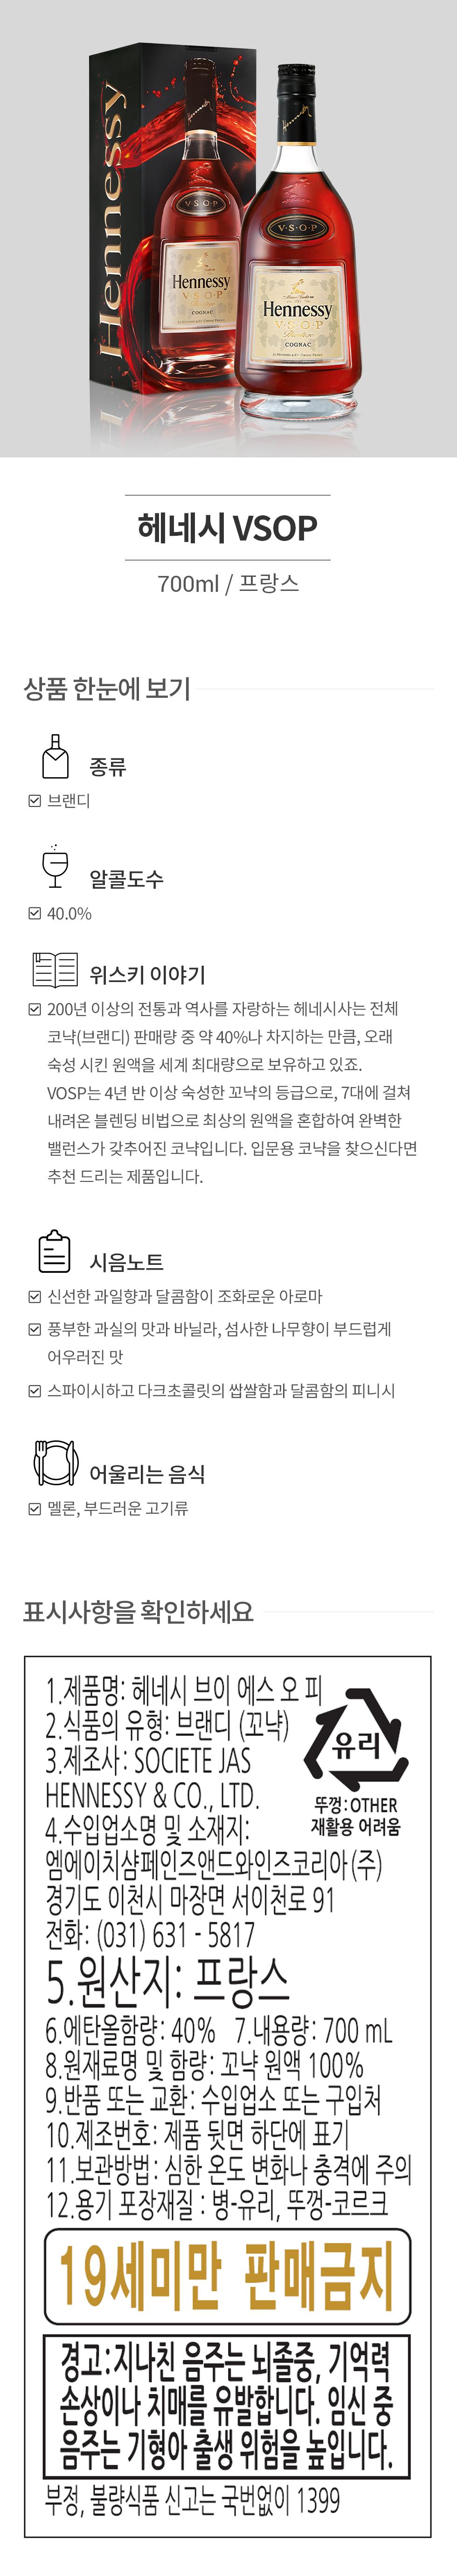 Hennessy
V·S·O·P
Hennessy
V·S·O·P
Privilège
COGNAC
Hennessy
V·S·O·P
Hennessy
V·S·O·P
Privilège
COGNAC
헤네시 VSOP
700ml / 프랑스
상품 한눈에 보기
종류
브랜디
알콜도수
40.0%
위스키 이야기
200년 이상의 전통과 역사를 자랑하는 헤네시사는 전체
코냑(브랜디) 판매량 중 약 40%나 차지하는 만큼, 오래
숙성 시킨 원액을 세계 최대량으로 보유하고 있죠.
VOSP는 4년 반 이상 숙성한 꼬냑의 등급으로, 7대에 걸쳐
내려온 블렌딩 비법으로 최상의 원액을 혼합하여 완벽한
밸런스가 갖추어진 코냑입니다. 입문용 코냑을 찾으신다면
추천 드리는 제품입니다.
시음노트
신선한 과일향과 달콤함이 조화로운 아로마
풍부한 과실의 맛과 바닐라, 섬사한 나무향이 부드럽게
어우러진 맛
스파이시하고 다크초콜릿의 쌉쌀함과 달콤함의 피니시
어울리는 음식
멜론, 부드러운 고기류
표시사항을 확인하세요
1.제품명: 헤네시 브이 에스 오 피
2.식품의 유형: 브랜디 (꼬냑)
3.제조사: SOCIETE JAS
HENNESSY & CO., LTD.
유리
뚜껑:OTHER
재활용 어려움
4.수입업소명 및 소재지:
엠에이치샴페인즈앤드와인즈코리아(주)
경기도 이천시 마장면 서이천로 91
전화: (031) 631 - 5817
5.원산지: 프랑스
6.에탄올함량: 40% 7.내용량: 700 mL
8.원재료명 및 함량: 꼬냑 원액 100%
9.반품 또는 교환: 수입업소 또는 구입처
10.제조번호: 제품 뒷면 하단에 표기
11.보관방법: 심한 온도 변화나 충격에 주의
12.용기 포장재질 : 병-유리, 뚜껑-코르크
19세미만 판매금지
경고:지나친 음주는 뇌졸중, 기억력
손상이나 치매를 유발합니다. 임신 중
음주는 기형아 출생 위험을 높입니다.
부정, 불량식품 신고는 국번없이 1399